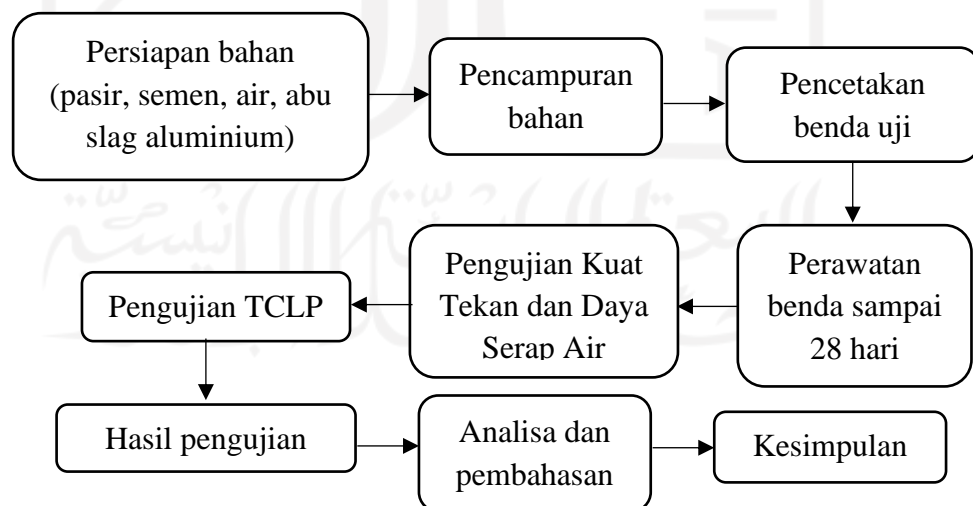 Persiapan bahan
(pasir, semen, air, abu
slag aluminium)
Pencampuran
bahan
Pencetakan
benda uji
Perawatan
benda sampai
28 hari
Pengujian Kuat
Tekan dan Daya
Serap Air
Pengujian TCLP
Hasil pengujian
Analisa dan
pembahasan
Kesimpulan